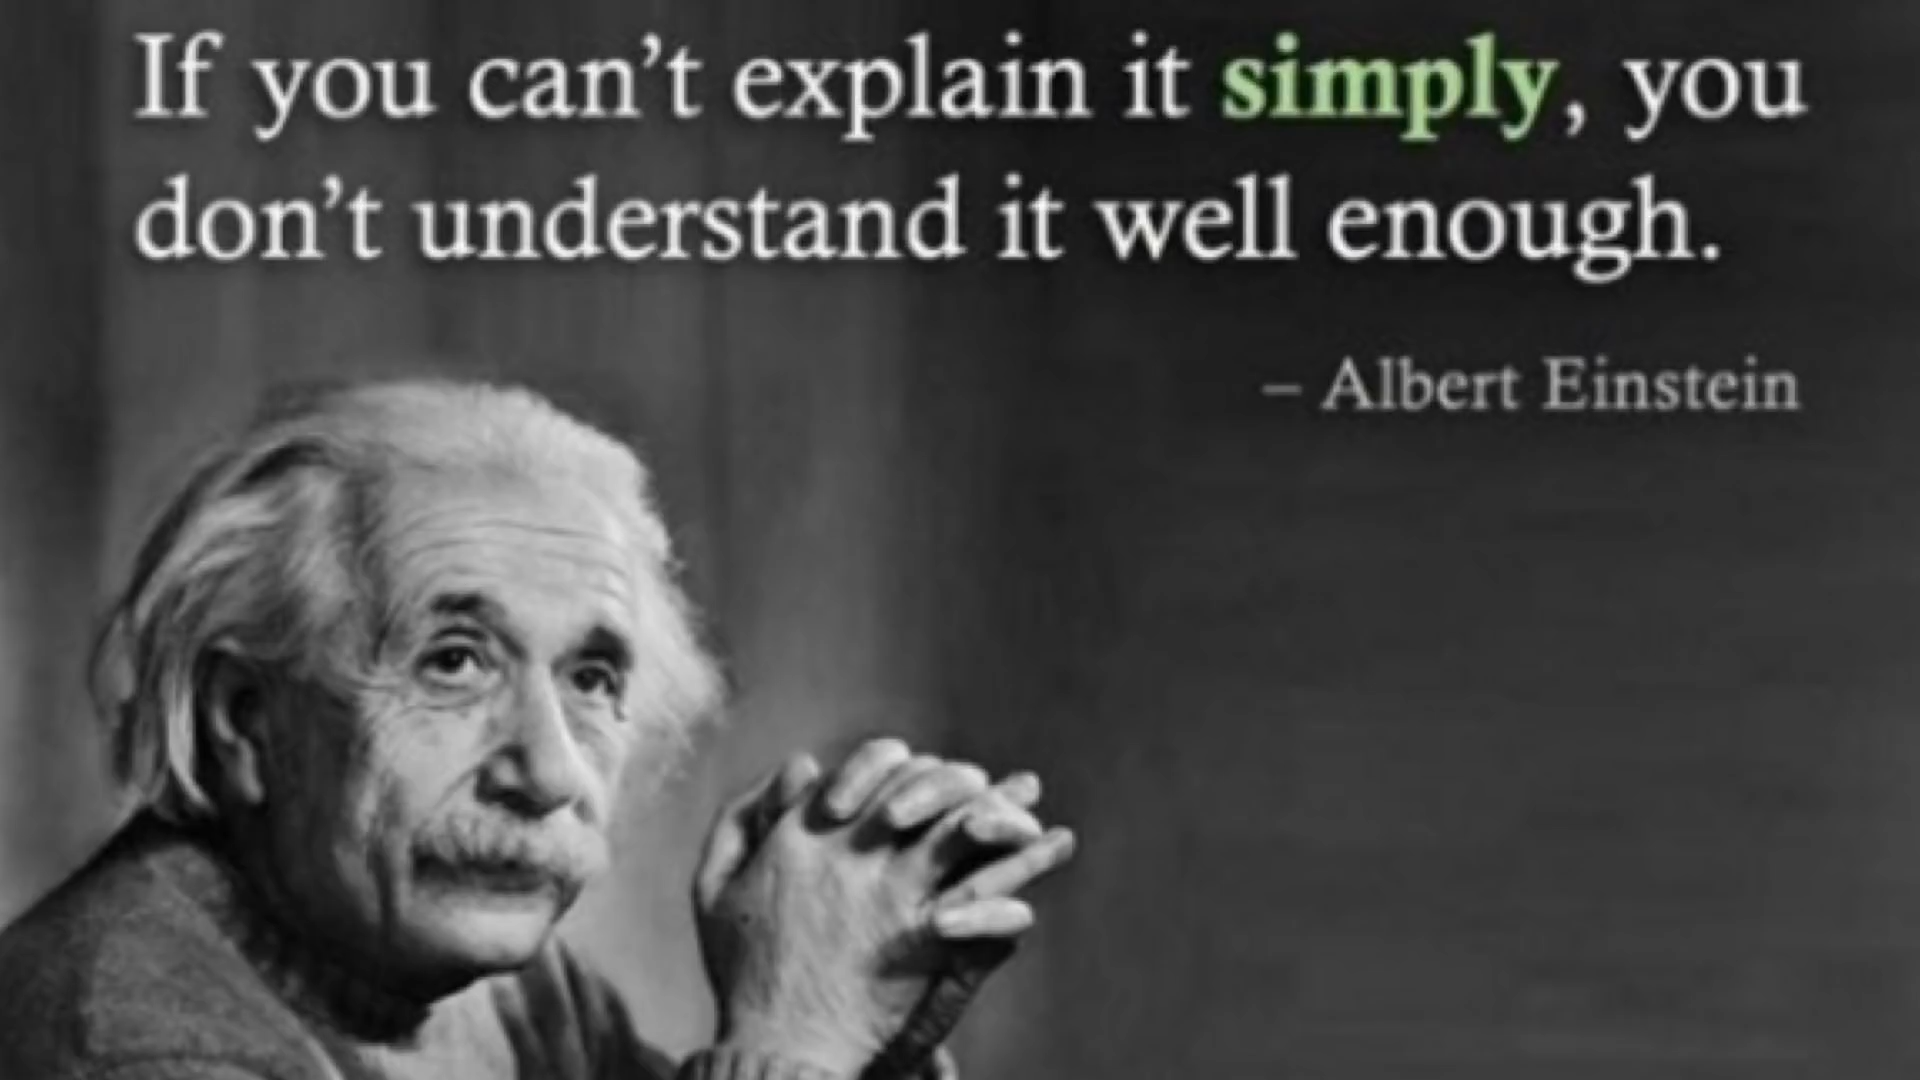 If you can’t explain it simply, you
don’t understand it well enough.
– Albert Einstein